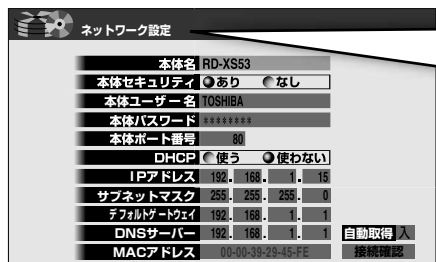 ネットワーク設定
本体名 RD-XS53
本体セキュリティ あり なし
本体ユーザー名 TOSHIBA
本体パスワード ********
本体ポート番号 80
DHCP 使う 使わない
IPアドレス 192. 168. 1. 15
サブネットマスク 255. 255. 255. 0
デフォルトゲートウェイ 192. 168. 1. 1
DNSサーバー 192. 168. 1. 1 自動取得 入
MACアドレス 00-00-39-29-45-FE 接続確認